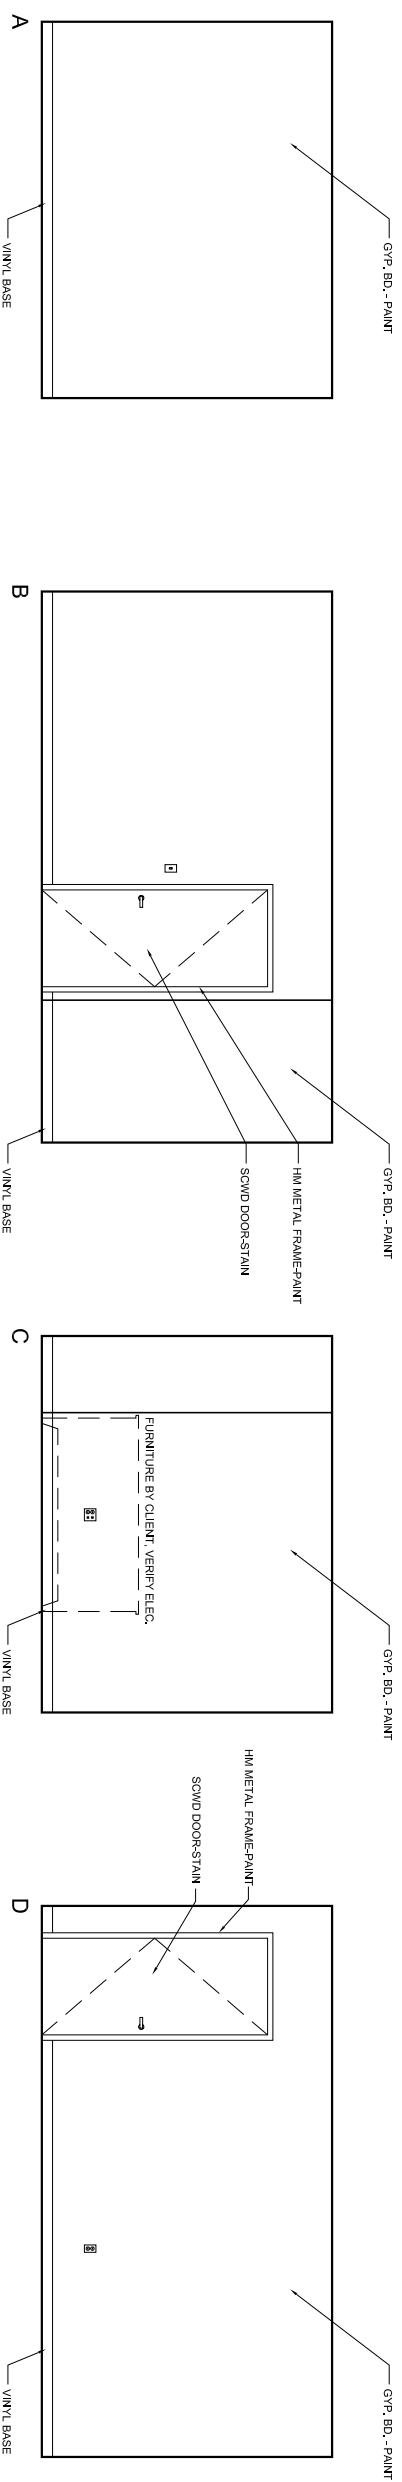 A
GYP. BD. - PAINT
VINYL BASE
B
GYP. BD. - PAINT
HM METAL FRAME-PAINT
SCWD DOOR-STAIN
VINYL BASE
C
GYP. BD. - PAINT
FURNITURE BY CLIENT, VERIFY ELEC.
VINYL BASE
D
HM METAL FRAME-PAINT
SCWD DOOR-STAIN
GYP. BD. - PAINT
VINYL BASE